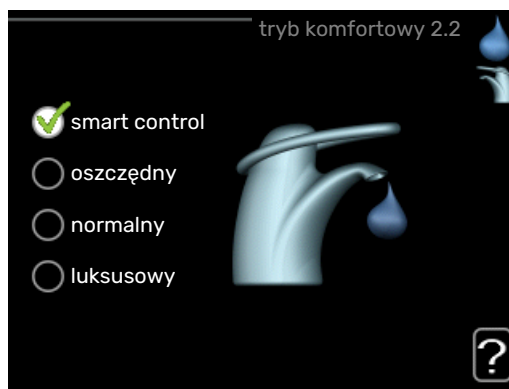 tryb komfortowy 2.2
smart control
oszczędny
normalny
luksusowy
?